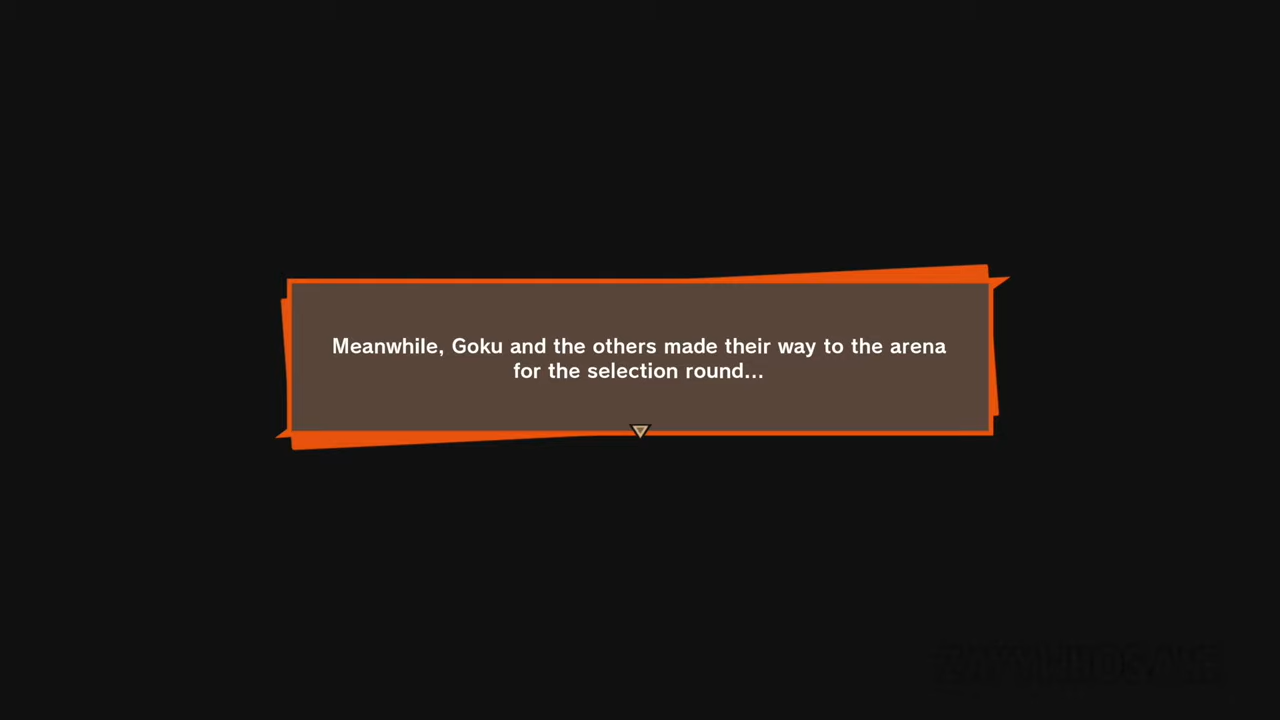 Meanwhile, Goku and the others made their way to the arena
for the selection round...